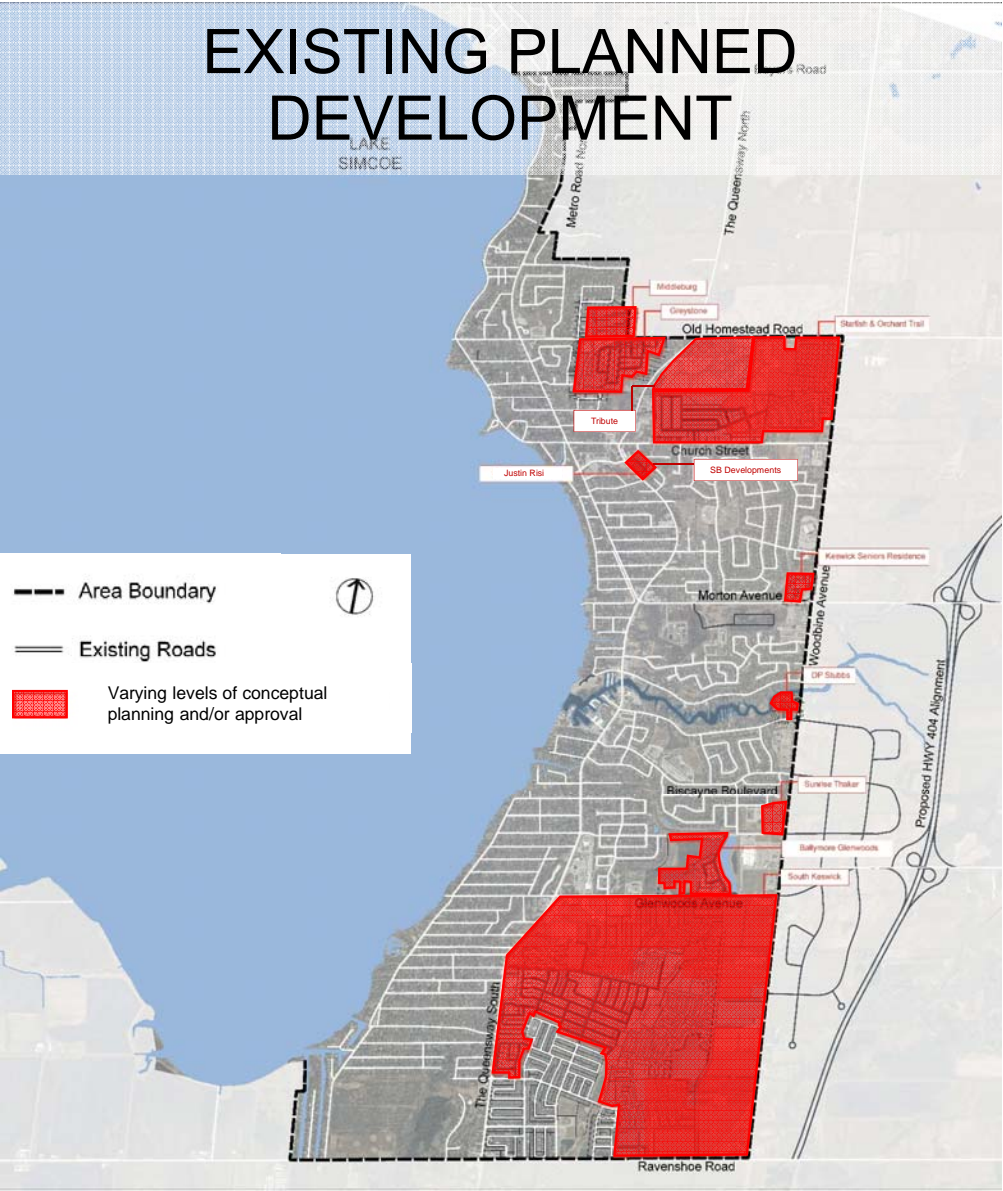 EXISTING PLANNED
DEVELOPMENT
Road
LAKE
SIMCOE
Metro Road
The Queensway North
Middleburg
Greystone
Old Homestead Road
Starfish & Orchard Trail
Tribute
Church Street
Justin Risi
SB Developments
Keswick Seniors Residence
Area Boundary
Existing Roads
Varying levels of conceptual
planning and/or approval
Morton Avenue
Woodbine Avenue
DP Stubbs
Proposed HWY 404 Alignment
Biscayne Boulevard
Sunrise Thaker
Ballymore Glenwoods
South Keswick
Glenwoods Avenue
The Queensway South
Ravenshoe Road